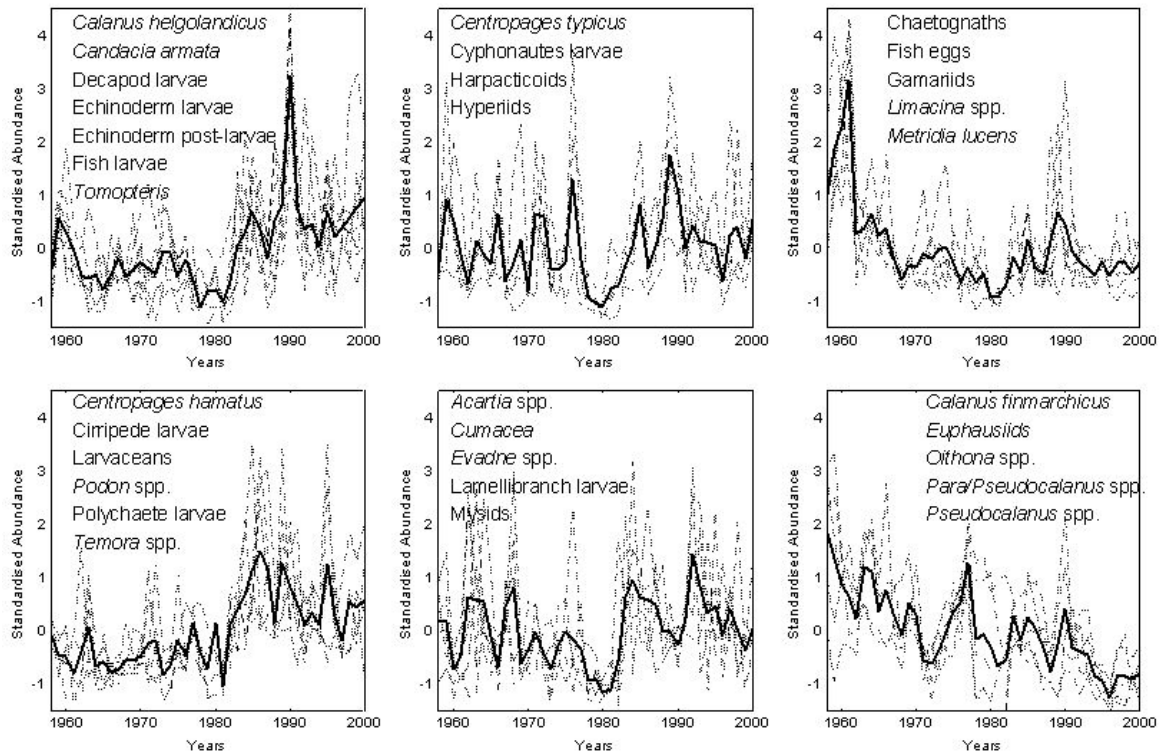 Calanus helgolandicus
Candacia armata
Decapod larvae
Echinoderm larvae
Echinoderm post-larvae
Fish larvae
Tomopteris
Standardised Abundance
4
3
2
1
0
-1
1960 1970 1980 1990 2000
Years
Centropages typicus
Cyphonautes larvae
Harpacticoids
Hyperiids
Standardised Abundance
4
3
2
1
0
-1
1960 1970 1980 1990 2000
Years
Chaetognaths
Fish eggs
Gamariids
Limacina spp.
Metridia lucens
Standardised Abundance
4
3
2
1
0
-1
1960 1970 1980 1990 2000
Years
Centropages hamatus
Cirripede larvae
Larvaceans
Podon spp.
Polychaete larvae
Temora spp.
Standardised Abundance
4
3
2
1
0
-1
1960 1970 1980 1990 2000
Years
Acartia spp.
Cumacea
Evadne spp.
Lamellibranch larvae
Mysids
Standardised Abundance
4
3
2
1
0
-1
1960 1970 1980 1990 2000
Years
Calanus finmarchicus
Euphausiids
Oithona spp.
Para/Pseudocalanus spp.
Pseudocalanus spp.
Standardised Abundance
4
3
2
1
0
-1
1960 1970 1980 1990 2000
Years